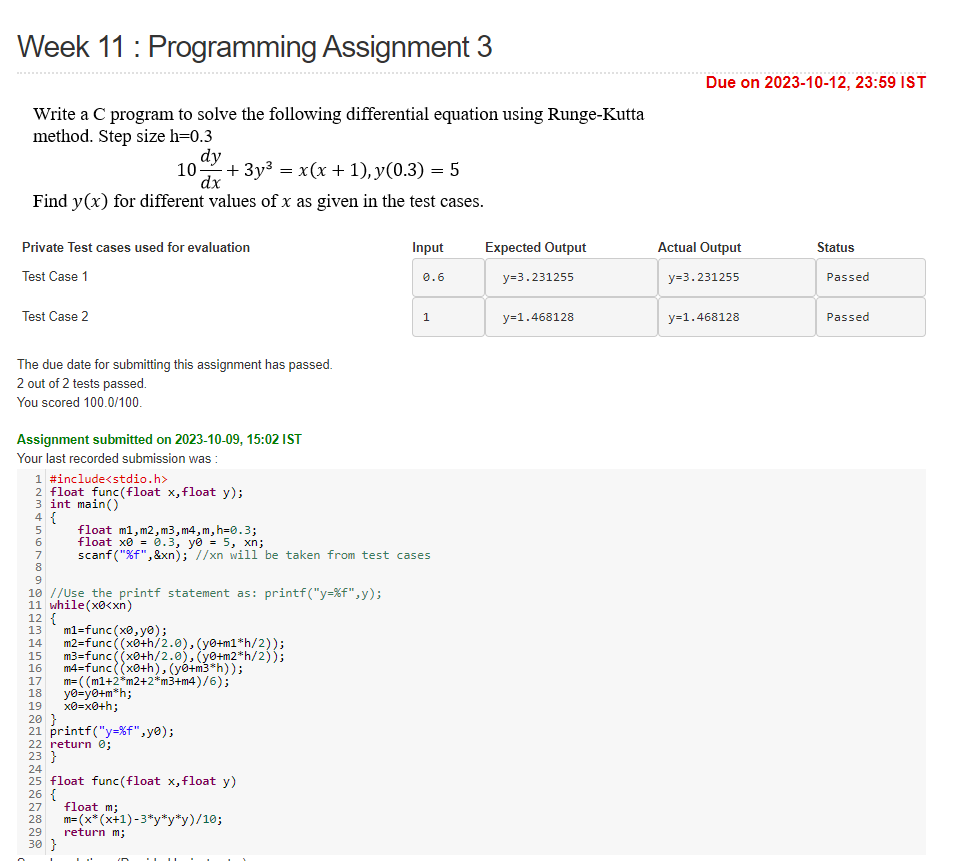 Week 11 : Programming Assignment 3
Due on 2023-10-12, 23:59 IST
Write a C program to solve the following differential equation using Runge-Kutta
method. Step size h=0.3
10 dy/dx + 3y³ = x(x + 1), y(0.3) = 5
Find y(x) for different values of x as given in the test cases.
Private Test cases used for evaluation Input Expected Output Actual Output Status
Test Case 1 0.6 y=3.231255 y=3.231255 Passed
Test Case 2 1 y=1.468128 y=1.468128 Passed
The due date for submitting this assignment has passed.
2 out of 2 tests passed.
You scored 100.0/100.
Assignment submitted on 2023-10-09, 15:02 IST
Your last recorded submission was :
1 #include<stdio.h>
2 float func(float x,float y);
3 int main()
4 {
5     float m1,m2,m3,m4,m,h=0.3;
6     float x0 = 0.3, y0 = 5, xn;
7     scanf("%f",&xn); //xn will be taken from test cases
8
9
10 //Use the printf statement as: printf("y=%f",y);
11 while(x0<xn)
12 {
13   m1=func(x0,y0);
14   m2=func((x0+h/2.0),(y0+m1*h/2));
15   m3=func((x0+h/2.0),(y0+m2*h/2));
16   m4=func((x0+h),(y0+m3*h));
17   m=((m1+2*m2+2*m3+m4)/6);
18   y0=y0+m*h;
19   x0=x0+h;
20 }
21 printf("y=%f",y0);
22 return 0;
23 }
24
25 float func(float x,float y)
26 {
27   float m;
28   m=(x*(x+1)-3*y*y*y)/10;
29   return m;
30 }